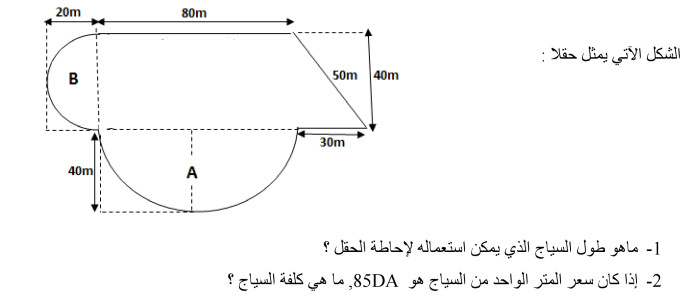 20m 80m
الشكل الآتي يمثل حقلا :
B 50m 40m
30m
40m A
1- ماهو طول السياج الذي يمكن استعماله لإحاطة الحقل ؟
2- إذا كان سعر المتر الواحد من السياج هو 85DA, ما هي كلفة السياج ؟